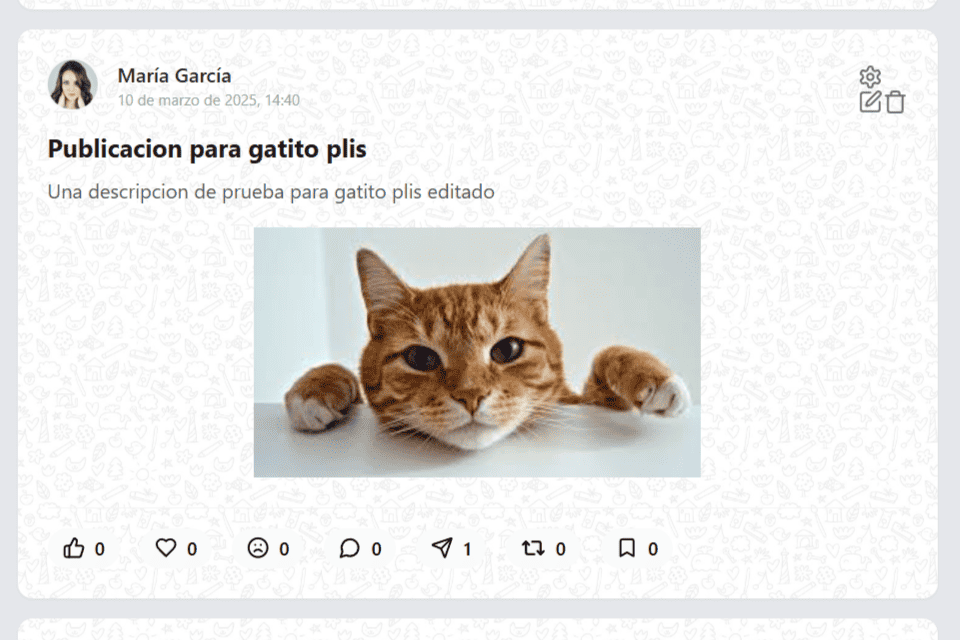 María García
10 de marzo de 2025, 14:40
Publicacion para gatito plis
Una descripcion de prueba para gatito plis editado
0 0 0 0 1 0 0